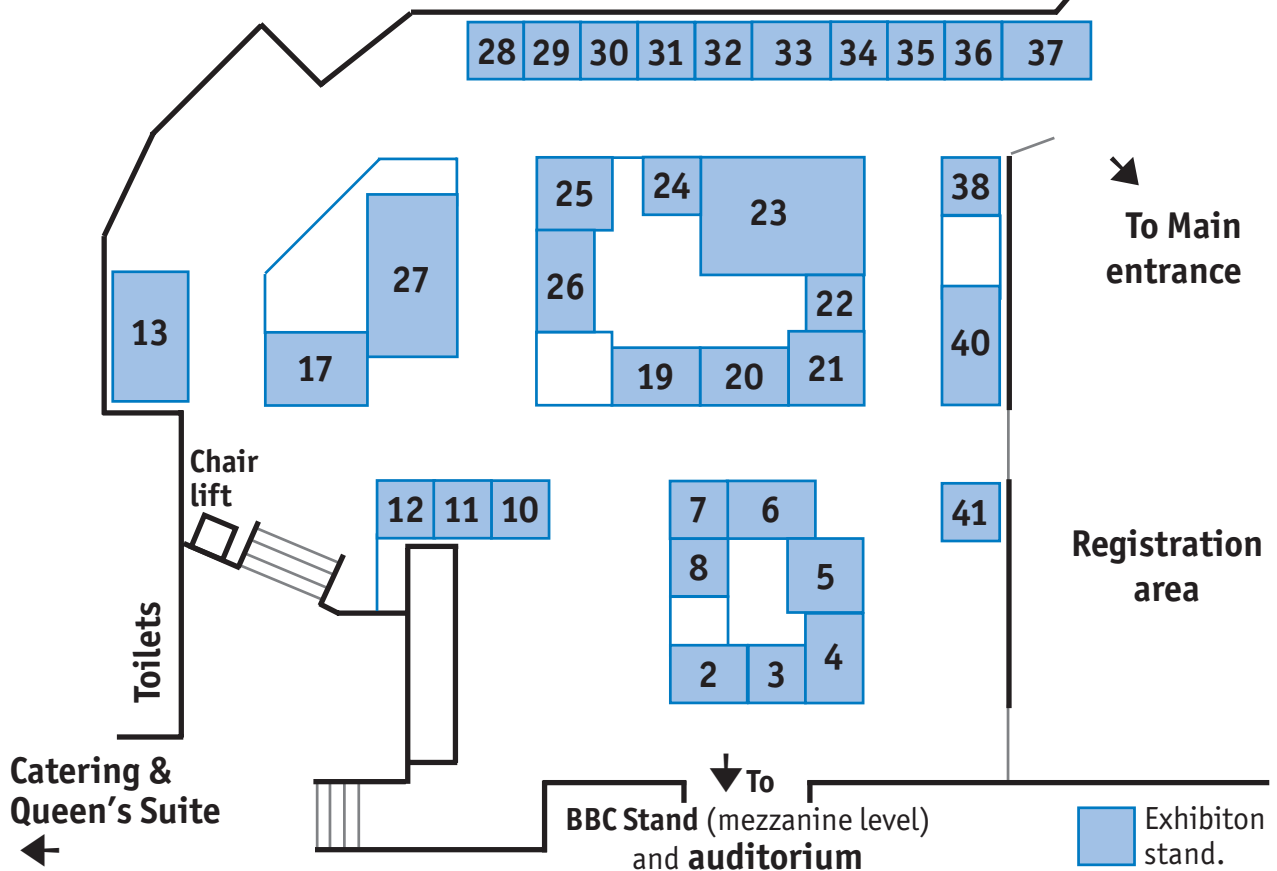 28 29 30 31 32 33 34 35 36 37
25 24 23 38
To Main
entrance
27 26 22
13 17 19 20 21 40
Chair
lift
12 11 10 7 6 41
8 5
Registration
area
Toilets
2 3 4
Catering &
Queen's Suite
To
BBC Stand (mezzanine level)
and auditorium
Exhibiton
stand.